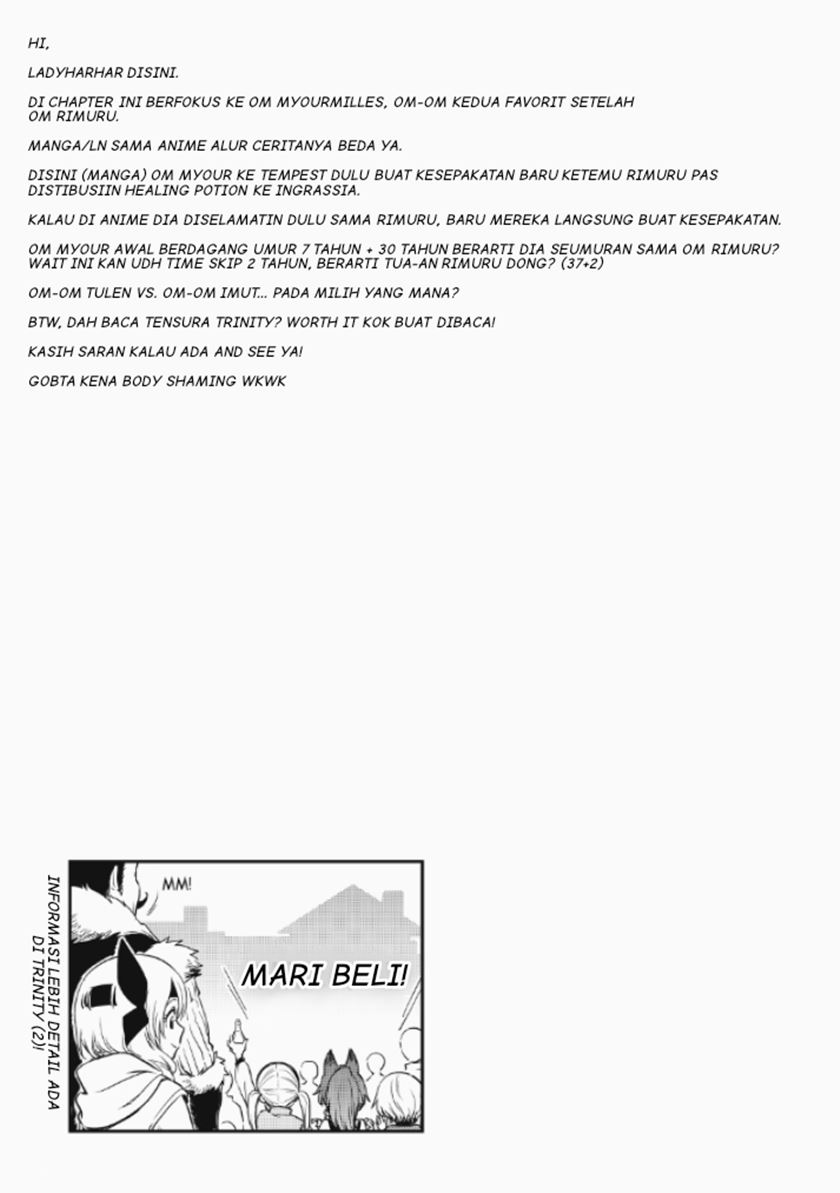 HI,
LADYHARHAR DISINI.
DI CHAPTER INI BERFOKUS KE OM MYOURMILLES, OM-OM KEDUA FAVORIT SETELAH
OM RIMURU.
MANGA/LN SAMA ANIME ALUR CERITANYA BEDA YA.
DISINI (MANGA) OM MYOUR KE TEMPEST DULU BUAT KESEPAKATAN BARU KETEMU RIMURU PAS
DISTIBUSIIN HEALING POTION KE INGRASSIA.
KALAU DI ANIME DIA DISELAMATIN DULU SAMA RIMURU, BARU MEREKA LANGSUNG BUAT KESEPAKATAN.
OM MYOUR AWAL BERDAGANG UMUR 7 TAHUN + 30 TAHUN BERARTI DIA SEUMURAN SAMA OM RIMURU?
WAIT INI KAN UDH TIME SKIP 2 TAHUN, BERARTI TUA-AN RIMURU DONG? (37+2)
OM-OM TULEN VS. OM-OM IMUT... PADA MILIH YANG MANA?
BTW, DAH BACA TENSURA TRINITY? WORTH IT KOK BUAT DIBACA!
KASIH SARAN KALAU ADA AND SEE YA!
GOBTA KENA BODY SHAMING WKWK
MM!
MARI BELI!
INFORMASI LEBIH DETAIL ADA
DI TRINITY (2)!